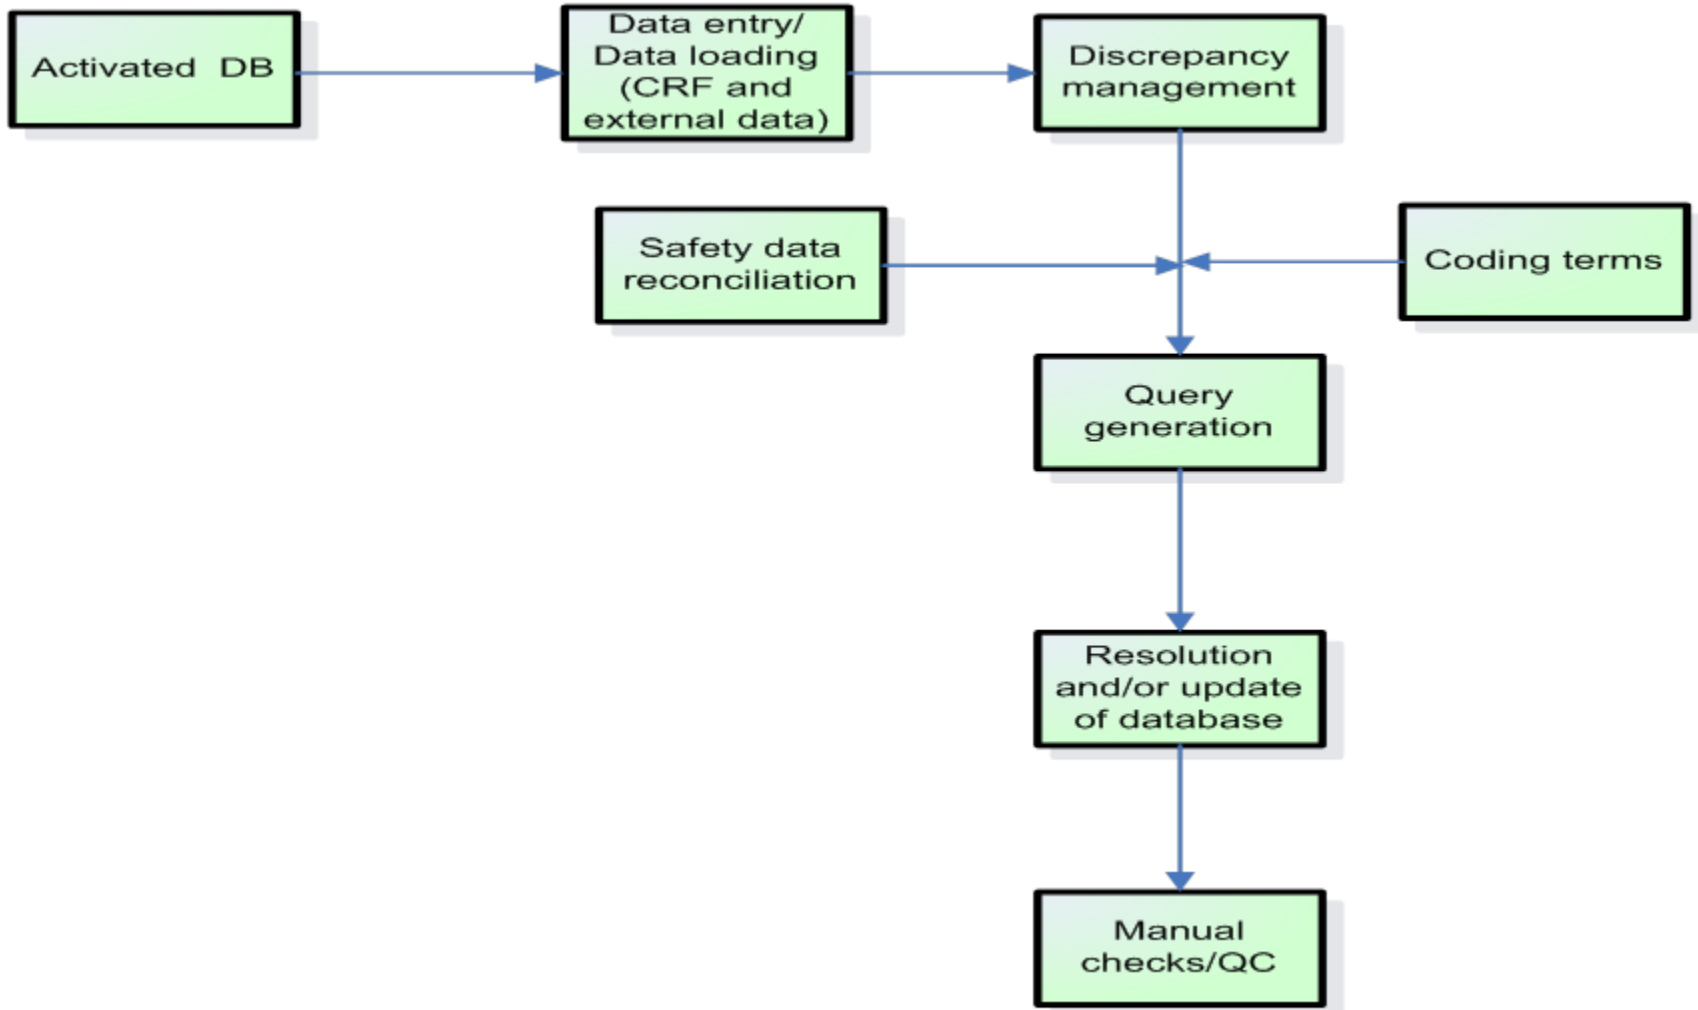 Activated  DB
Data entry/
Data loading
(CRF and
external data)
Discrepancy
management
Safety data
reconciliation
Coding terms
Query
generation
Resolution
and/or update
of database
Manual
checks/QC